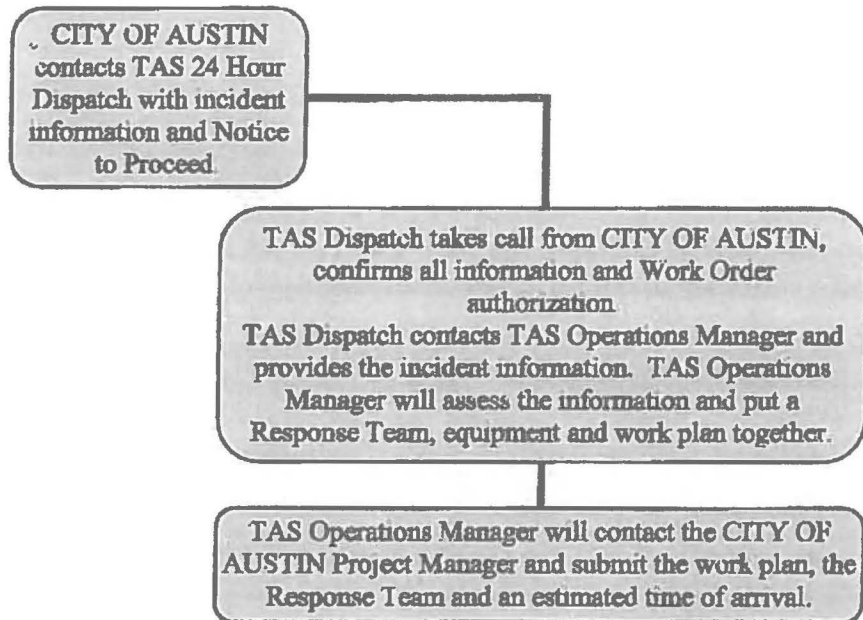 CITY OF AUSTIN
contacts TAS 24 Hour
Dispatch with incident
information and Notice
to Proceed
TAS Dispatch takes call from CITY OF AUSTIN,
confirms all information and Work Order
authorization
TAS Dispatch contacts TAS Operations Manager and
provides the incident information. TAS Operations
Manager will assess the information and put a
Response Team, equipment and work plan together.
TAS Operations Manager will contact the CITY OF
AUSTIN Project Manager and submit the work plan, the
Response Team and an estimated time of arrival.